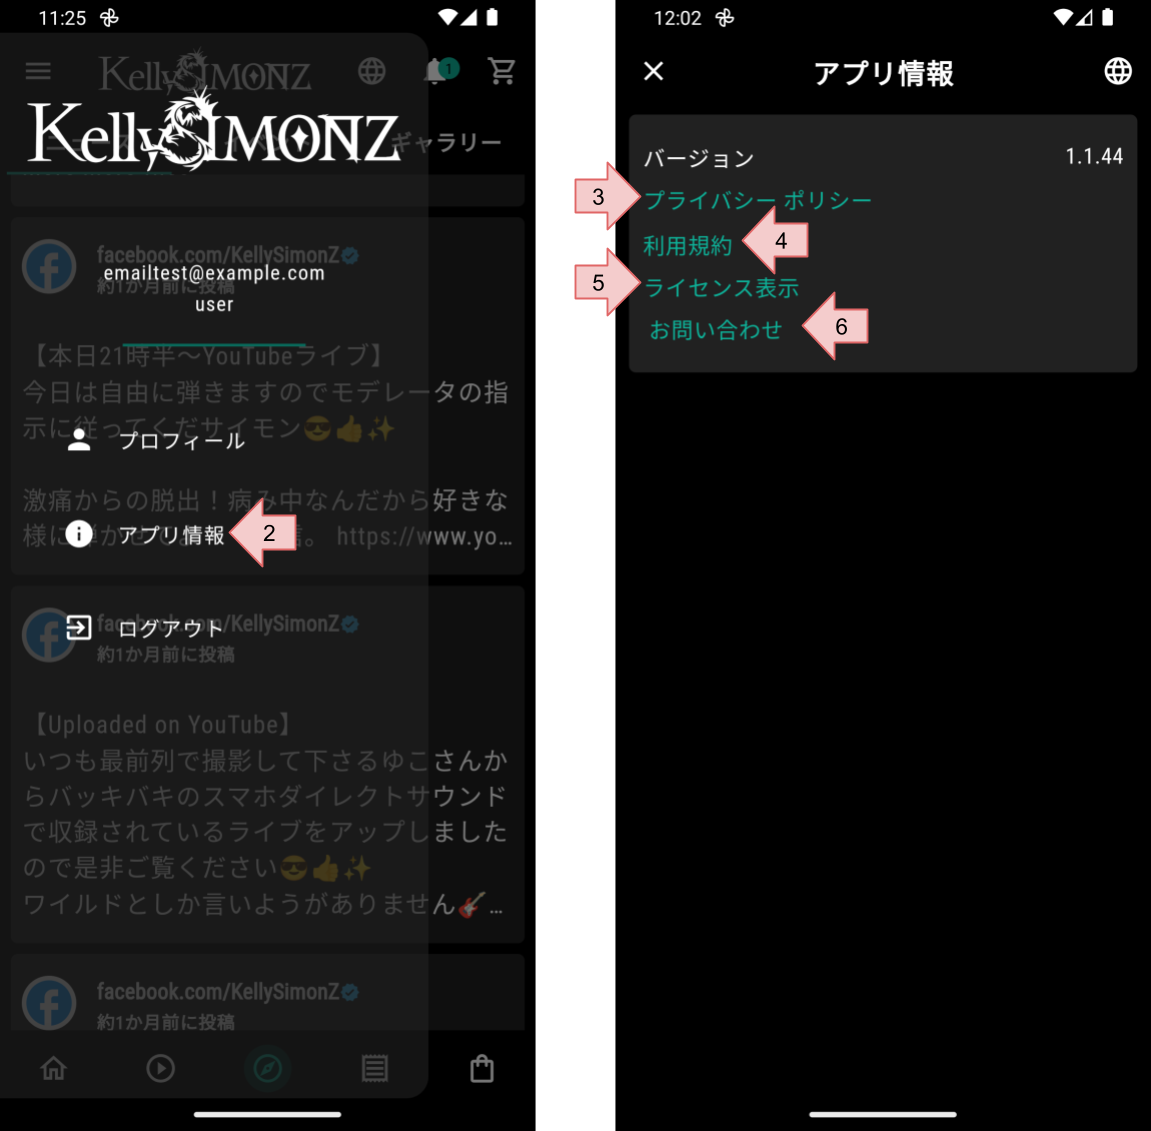 11:25
Kelly SIMONZ
1
Kelly SIMONZ
ニュース イベント ギャラリー
facebook.com/KellySimonZ
約1か月前に投稿
emailtest@example.com
user
【本日21時半〜YouTubeライブ】
今日は自由に弾きますのでモデレータの指
示に従ってくださサイモン😎👍✨
プロフィール
激痛からの脱出！病み中なんだから好きな
https://www.yo…
アプリ情報
2
facebook.com/KellySimonZ
ログアウト
約1か月前に投稿
【Uploaded on YouTube】
いつも最前列で撮影して下さるゆこさんか
らバッキバキのスマホダイレクトサウンド
で収録されているライブをアップしました
ので是非ご覧ください😎👍✨
ワイルドとしか言いようがありません🎸…
facebook.com/KellySimonZ
約1か月前に投稿
12:02
アプリ情報
バージョン 1.1.44
3
プライバシー ポリシー
利用規約
4
5
ライセンス表示
お問い合わせ
6